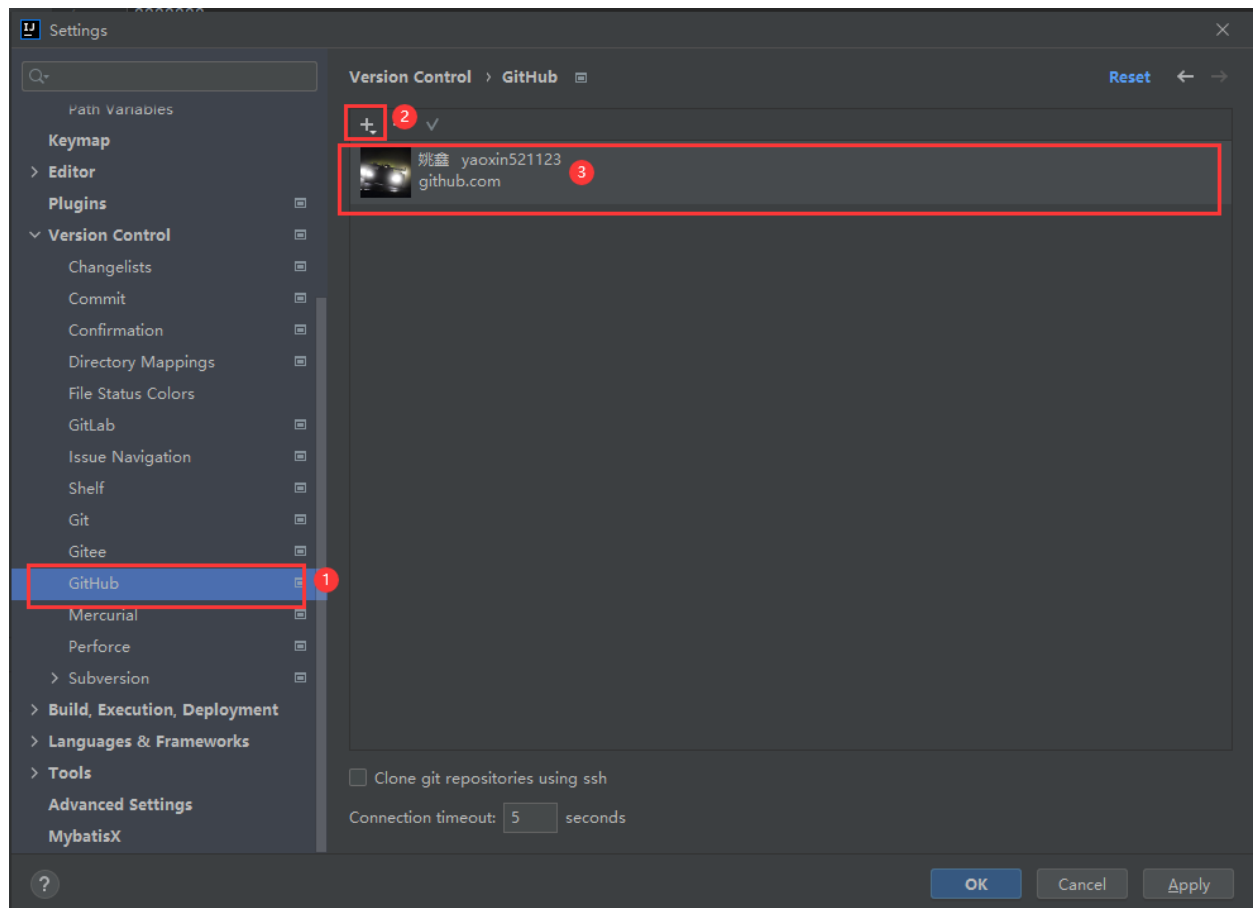 Settings
Version Control > GitHub
Reset
Path Variables
Keymap
Editor
Plugins
Version Control
Changelists
Commit
Confirmation
Directory Mappings
File Status Colors
GitLab
Issue Navigation
Shelf
Git
Gitee
GitHub
1
Mercurial
Perforce
Subversion
Build, Execution, Deployment
Languages & Frameworks
Tools
Advanced Settings
MybatisX
2
姚鑫 yaoxin521123
github.com
3
Clone git repositories using ssh
Connection timeout: 5 seconds
?
OK
Cancel
Apply